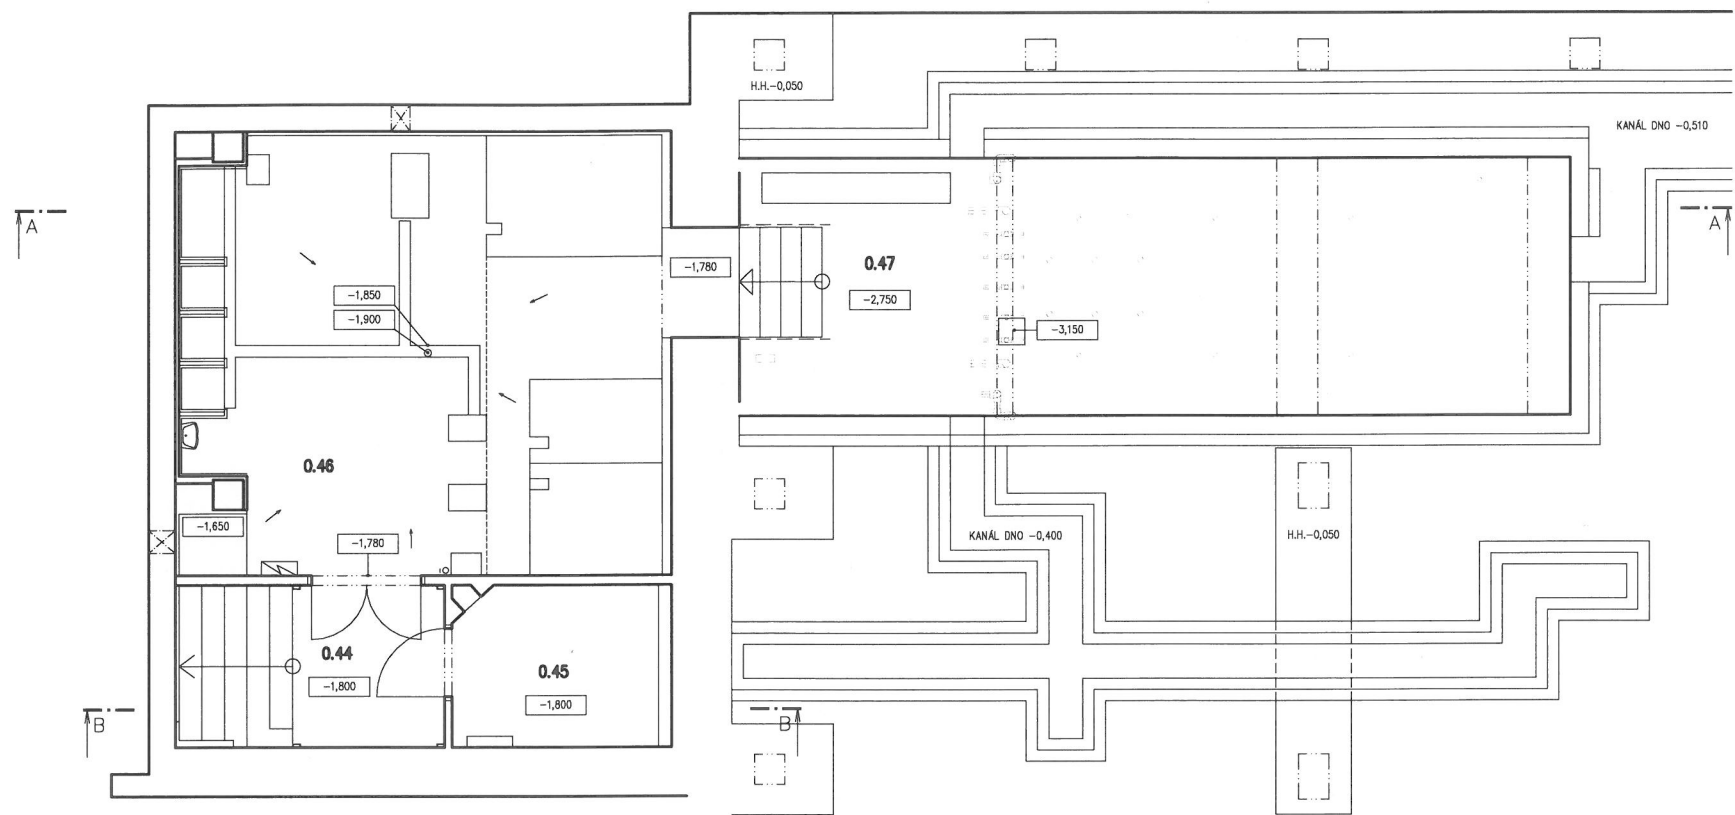 H.H.-0,050
KANÁL DNO -0,510
A
A
-1,780
0.47
-2,750
-1,850
-1,900
-3,150
0.46
-1,650
-1,780
KANÁL DNO -0,400
H.H.-0,050
0.44
-1,800
0.45
-1,800
B
B